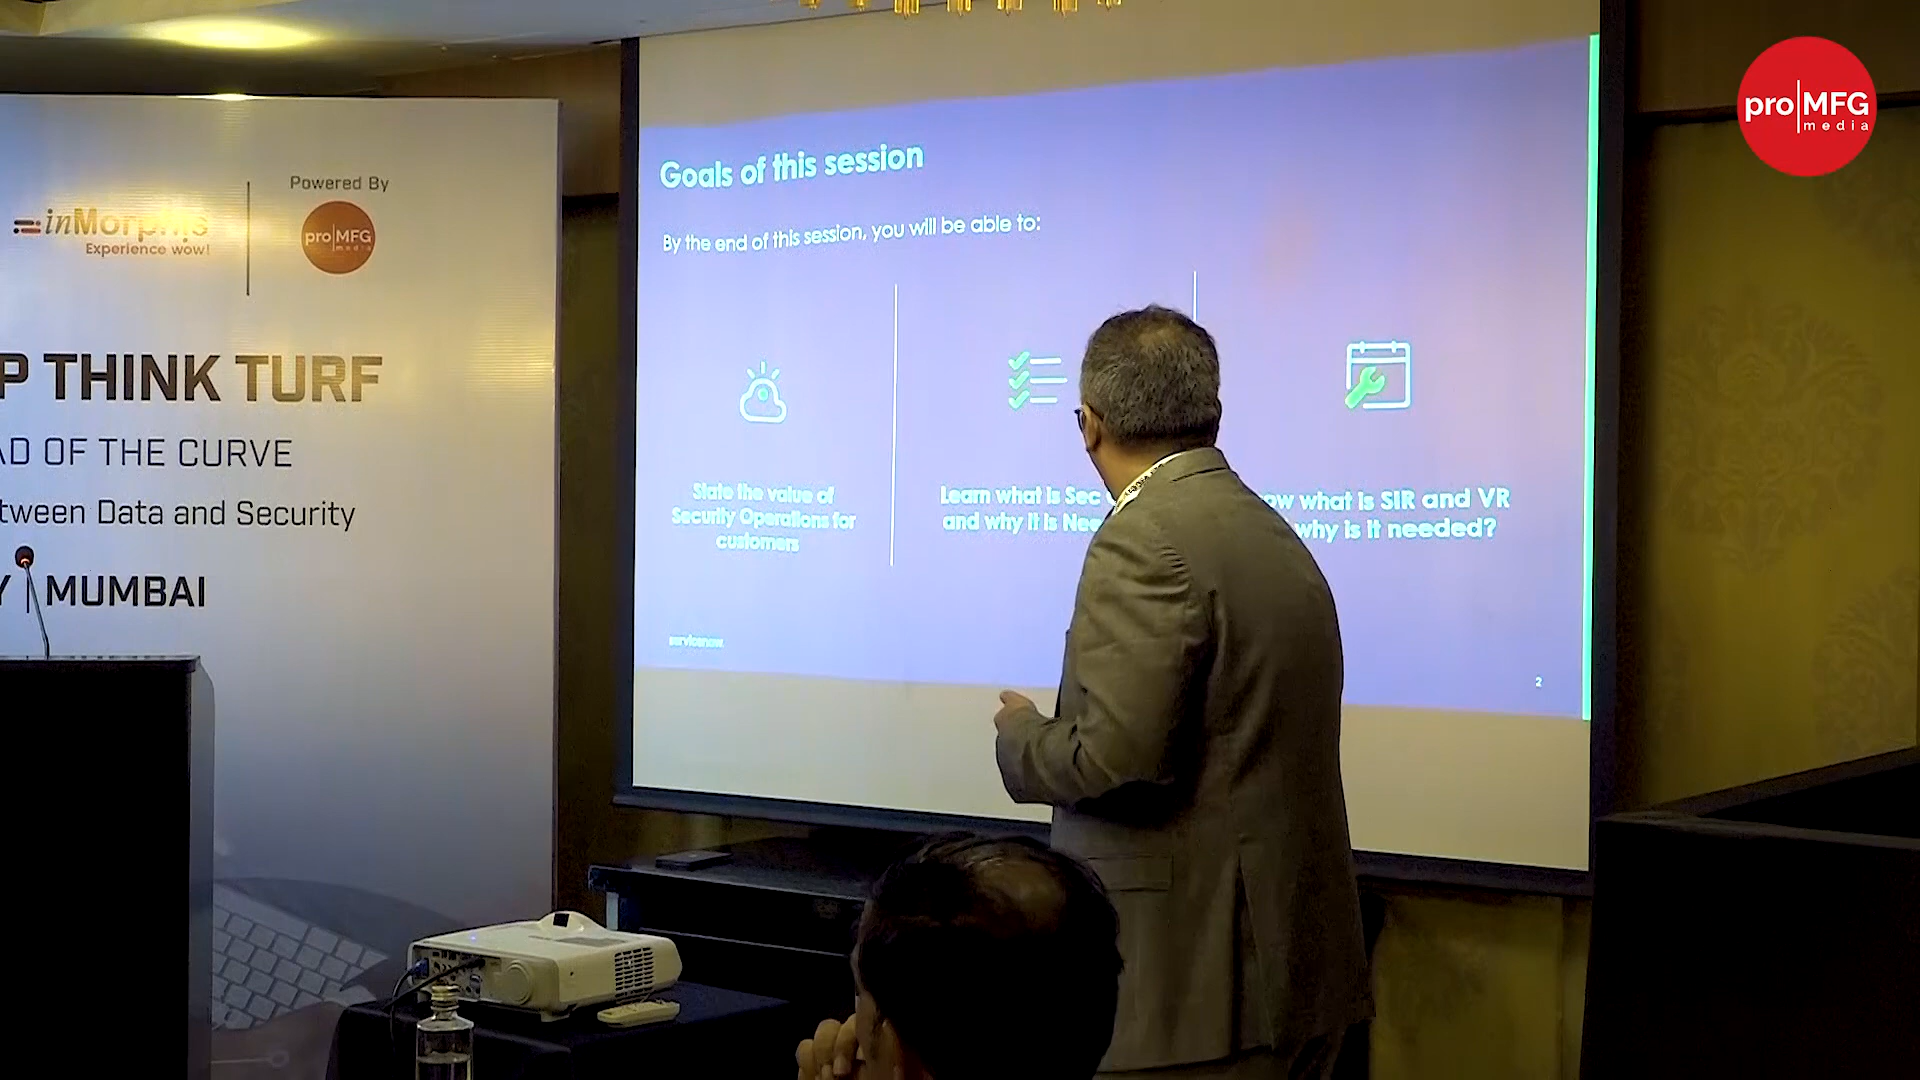 Powered By
inMorphis
Experience wow!
pro|MFG
media
P THINK TURF
AD OF THE CURVE
tween Data and Security
Y | MUMBAI
Goals of this session
By the end of this session, you will be able to:
State the value of
Security Operations for
customers
Learn what is Sec
and why it is Nee
ow what is SIR and VR
why is it needed?
servicenow
2
pro|MFG
media